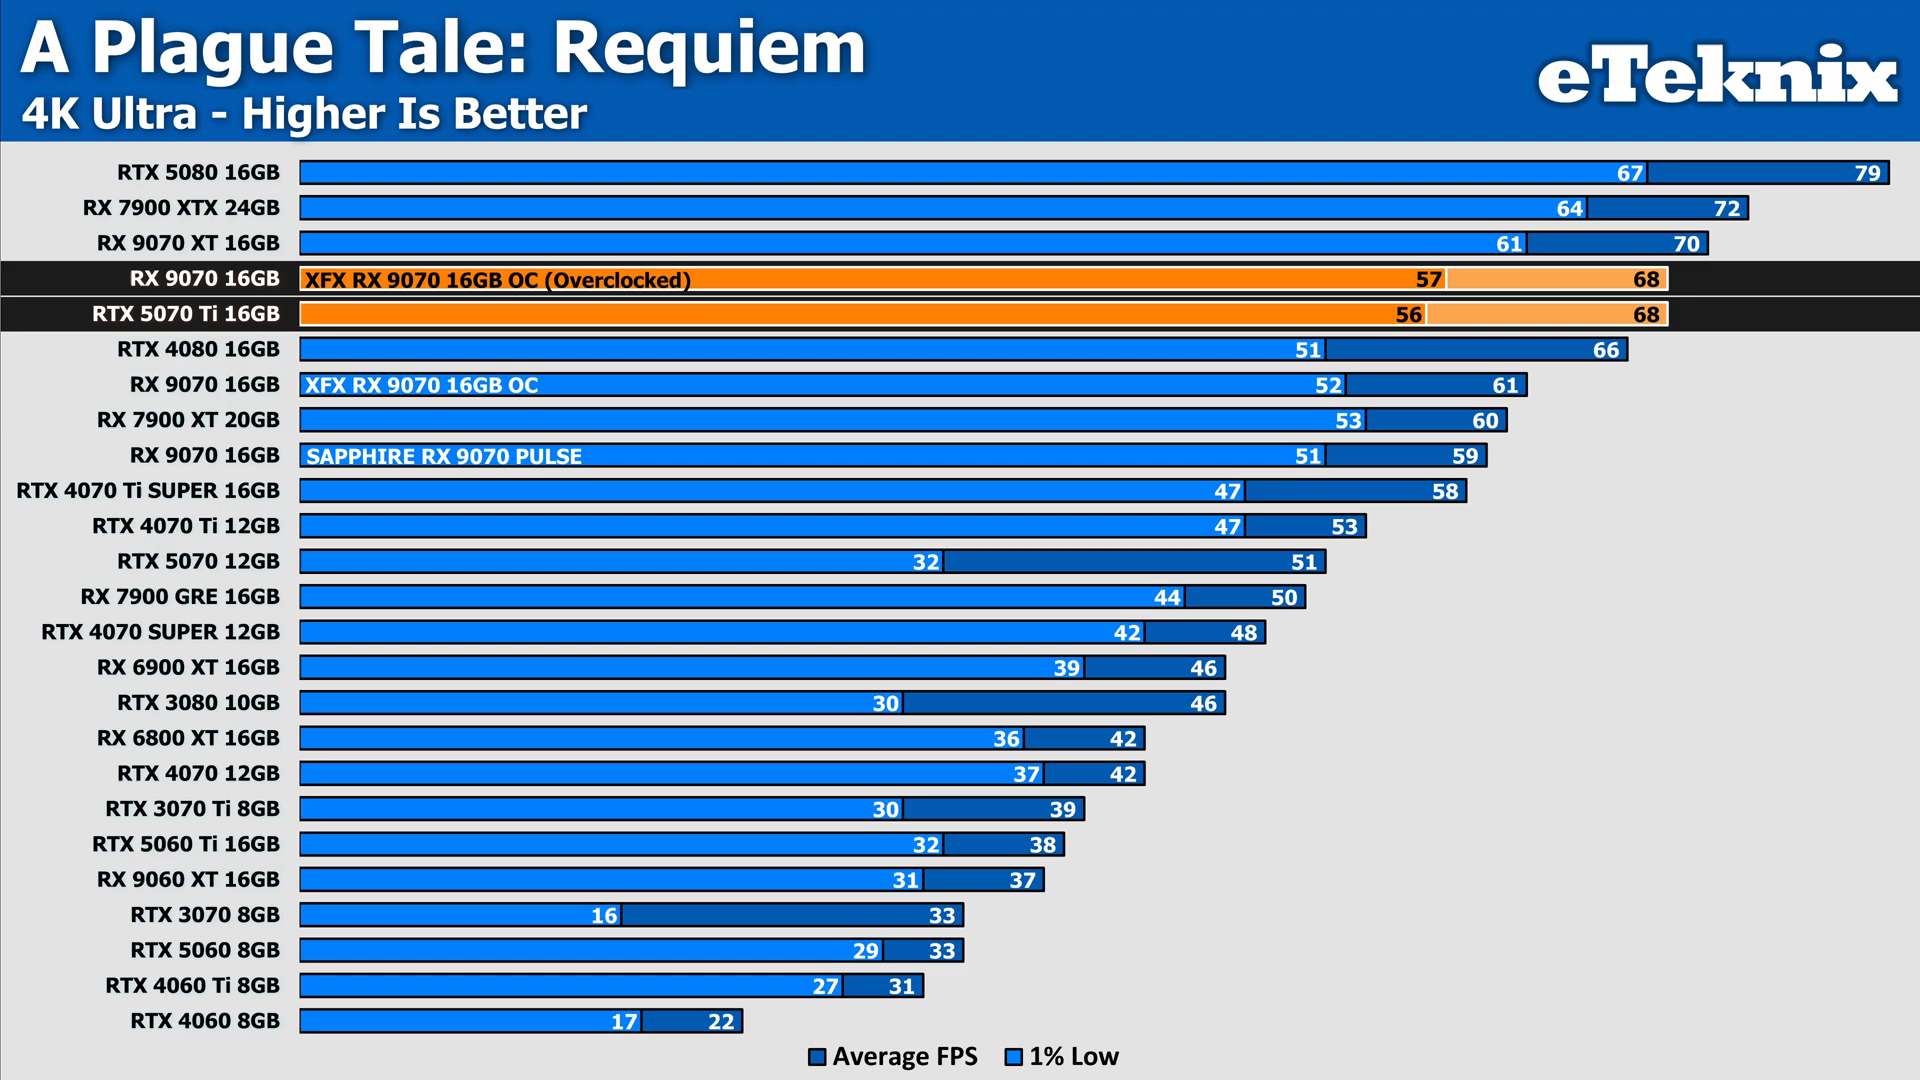 A Plague Tale: Requiem
4K Ultra - Higher Is Better
eTeknix
RTX 5080 16GB 67 79
RX 7900 XTX 24GB 64 72
RX 9070 XT 16GB 61 70
RX 9070 16GB XFX RX 9070 16GB OC (Overclocked) 57 68
RTX 5070 Ti 16GB 56 68
RTX 4080 16GB 51 66
RX 9070 16GB XFX RX 9070 16GB OC 52 61
RX 7900 XT 20GB 53 60
RX 9070 16GB SAPPHIRE RX 9070 PULSE 51 59
RTX 4070 Ti SUPER 16GB 47 58
RTX 4070 Ti 12GB 47 53
RTX 5070 12GB 32 51
RX 7900 GRE 16GB 44 50
RTX 4070 SUPER 12GB 42 48
RX 6900 XT 16GB 39 46
RTX 3080 10GB 30 46
RX 6800 XT 16GB 36 42
RTX 4070 12GB 37 42
RTX 3070 Ti 8GB 30 39
RTX 5060 Ti 16GB 32 38
RX 9060 XT 16GB 31 37
RTX 3070 8GB 16 33
RTX 5060 8GB 29 33
RTX 4060 Ti 8GB 27 31
RTX 4060 8GB 17 22
Average FPS 1% Low